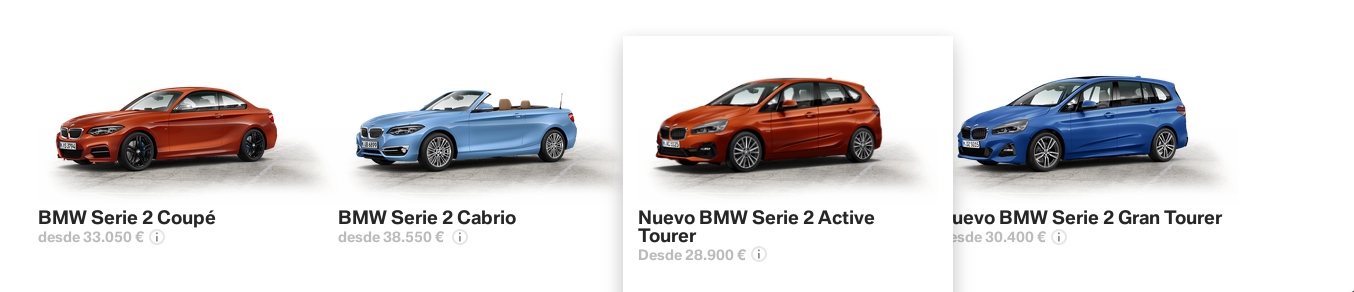 BMW Serie 2 Coupé
desde 33.050 €
BMW Serie 2 Cabrio
desde 38.550 €
Nuevo BMW Serie 2 Active
Tourer
Desde 28.900 €
uevo BMW Serie 2 Gran Tourer
esde 30.400 €